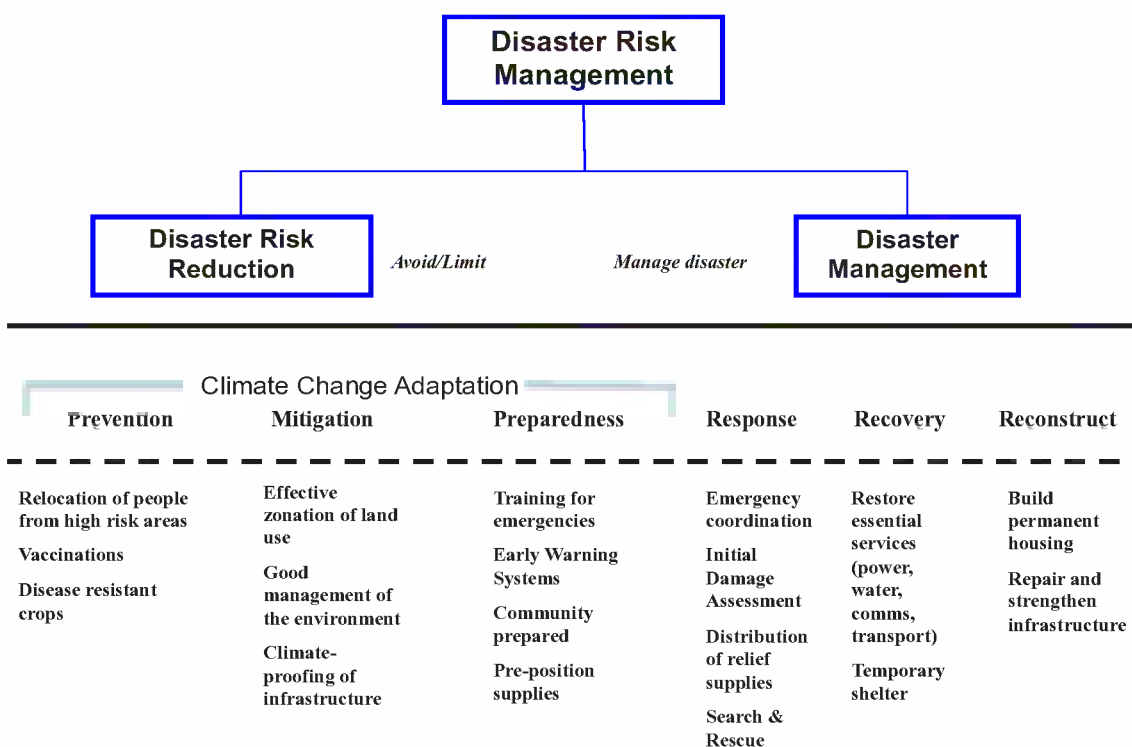 Disaster Risk
Management
Disaster Risk
Reduction
Avoid/Limit
Manage disaster
Disaster
Management
Climate Change Adaptation
Prevention
Mitigation
Preparedness
Response
Recovery
Reconstruct
Relocation of people
from high risk areas
Vaccinations
Disease resistant
crops
Effective
zonation of land
use
Good
management of
the environment
Climate-
proofing of
infrastructure
Training for
emergencies
Early Warning
Systems
Community
prepared
Pre-position
supplies
Emergency
coordination
Initial
Damage
Assessment
Distribution
of relief
supplies
Search &
Rescue
Restore
essential
services
(power,
water,
comms,
transport)
Temporary
shelter
Build
permanent
housing
Repair and
strengthen
infrastructure